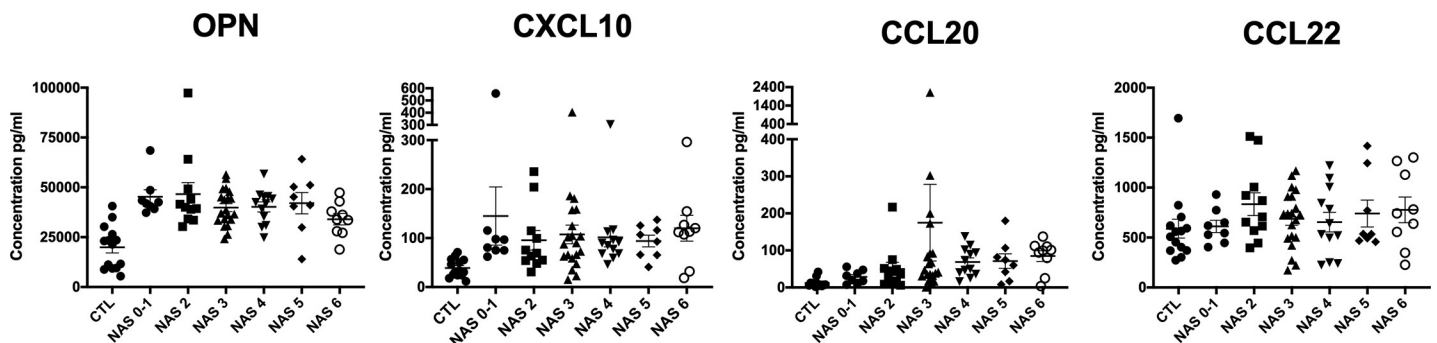 OPN
Concentration pg/ml
100000
75000
50000
25000
0
CTL
NAS 0-1
NAS 2
NAS 3
NAS 4
NAS 5
NAS 6
CXCL10
Concentration pg/ml
600
500
400
300
300
200
100
0
CTL
NAS 0-1
NAS 2
NAS 3
NAS 4
NAS 5
NAS 6
CCL20
Concentration pg/ml
2400
1400
400
400
300
200
100
0
CTL
NAS 0-1
NAS 2
NAS 3
NAS 4
NAS 5
NAS 6
CCL22
Concentration pg/ml
2000
1500
1000
500
0
CTL
NAS 0-1
NAS 2
NAS 3
NAS 4
NAS 5
NAS 6